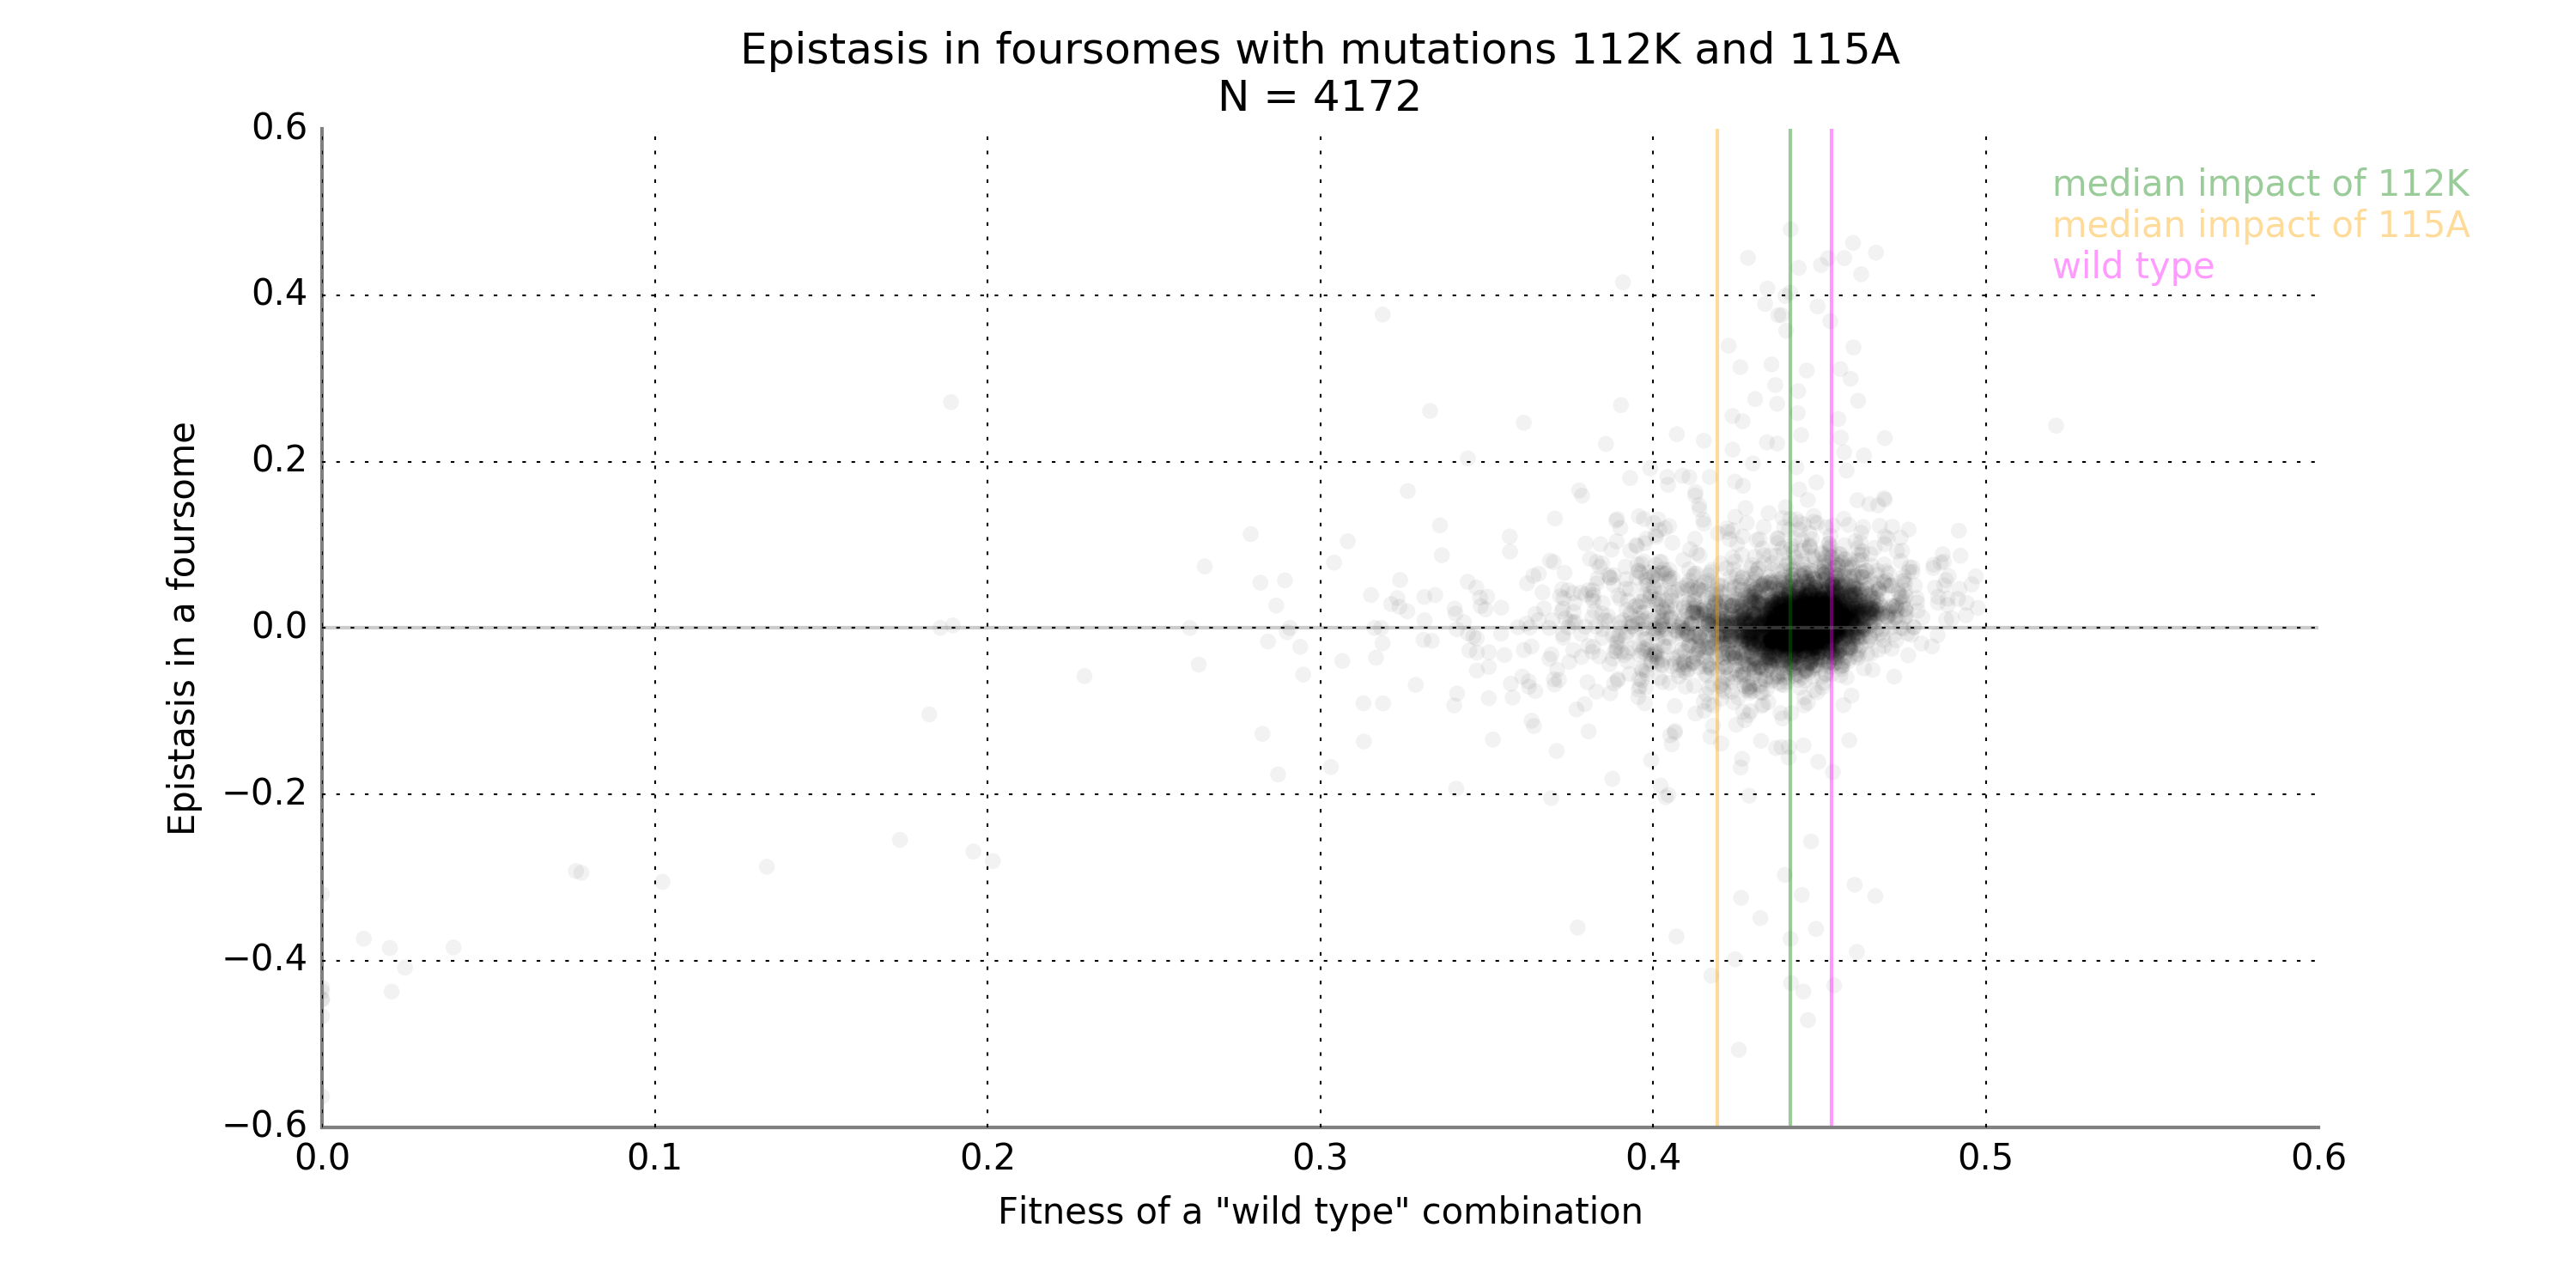 Epistasis in foursomes with mutations 112K and 115A
N = 4172
0.6
0.4
0.2
0.0
−0.2
−0.4
−0.6
Epistasis in a foursome
median impact of 112K
median impact of 115A
wild type
0.0 0.1 0.2 0.3 0.4 0.5 0.6
Fitness of a "wild type" combination